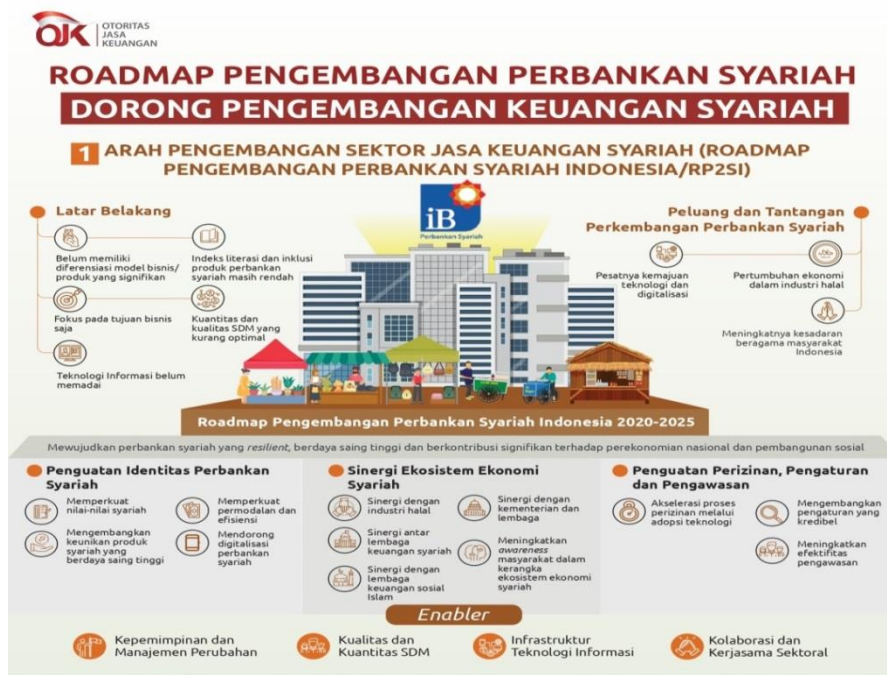 OJK
OTORITAS
JASA
KEUANGAN
ROADMAP PENGEMBANGAN PERBANKAN SYARIAH
DORONG PENGEMBANGAN KEUANGAN SYARIAH
1 ARAH PENGEMBANGAN SEKTOR JASA KEUANGAN SYARIAH (ROADMAP
PENGEMBANGAN PERBANKAN SYARIAH INDONESIA/RP2SI)
iB
Perbankan Syariah
Latar Belakang
Belum memiliki
diferensiasi model bisnis/
produk yang signifikan
Indeks literasi dan inklusi
produk perbankan
syariah masih rendah
Fokus pada tujuan bisnis
saja
Kuantitas dan
kualitas SDM yang
kurang optimal
Teknologi Informasi belum
memadai
Peluang dan Tantangan
Perkembangan Perbankan Syariah
Pesatnya kemajuan
teknologi dan
digitalisasi
Pertumbuhan ekonomi
dalam industri halal
Meningkatnya kesadaran
beragama masyarakat
Indonesia
Roadmap Pengembangan Perbankan Syariah Indonesia 2020-2025
Mewujudkan perbankan syariah yang resilient, berdaya saing tinggi dan berkontribusi signifikan terhadap perekonomian nasional dan pembangunan sosial
Penguatan Identitas Perbankan
Syariah
Memperkuat
nilai-nilai syariah
Memperkuat
permodalan dan
efisiensi
Mengembangkan
keunikan produk
syariah yang
berdaya saing tinggi
Mendorong
digitalisasi
perbankan
syariah
Sinergi Ekosistem Ekonomi
Syariah
Sinergi dengan
industri halal
Sinergi dengan
kementerian dan
lembaga
Sinergi antar
lembaga
keuangan syariah
Meningkatkan
awareness
masyarakat dalam
kerangka
ekosistem ekonomi
syariah
Sinergi dengan
lembaga
keuangan sosial
Islam
Penguatan Perizinan, Pengaturan
dan Pengawasan
Akselerasi proses
perizinan melalui
adopsi teknologi
Mengembangkan
pengaturan yang
kredibel
Meningkatkan
efektifitas
pengawasan
Enabler
Kepemimpinan dan
Manajemen Perubahan
Kualitas dan
Kuantitas SDM
Infrastruktur
Teknologi Informasi
Kolaborasi dan
Kerjasama Sektoral